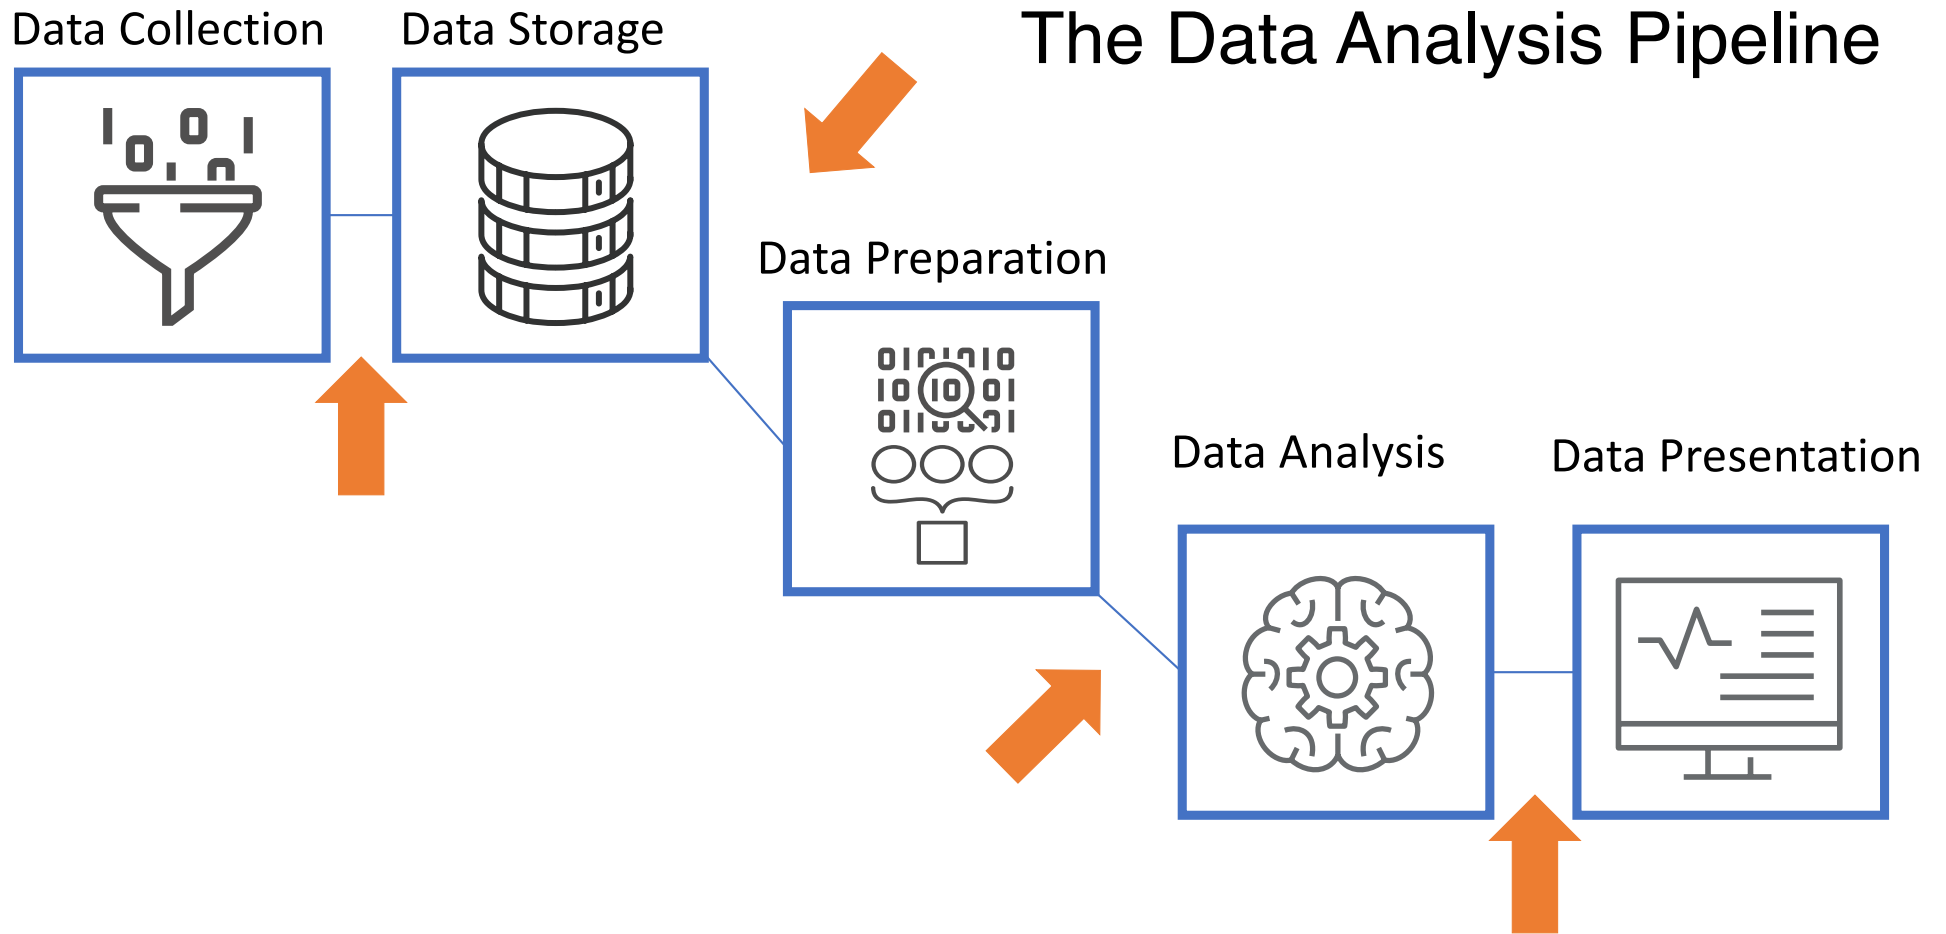 The Data Analysis Pipeline
Data Collection
Data Storage
Data Preparation
Data Analysis
Data Presentation